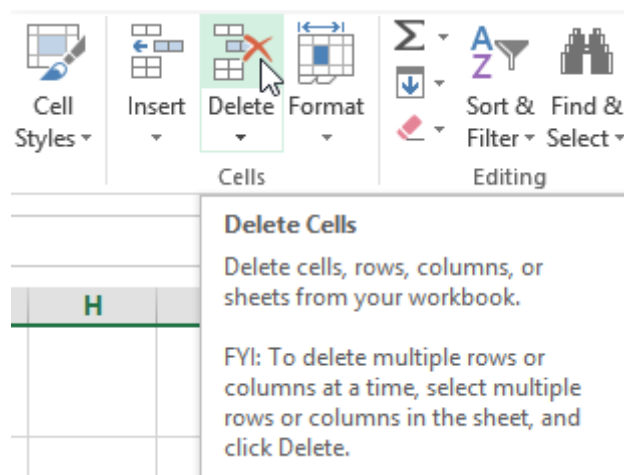 Cell
Styles
Insert
Delete
Format
Sort &
Filter
Find &
Select
Cells
Editing
H
Delete Cells
Delete cells, rows, columns, or
sheets from your workbook.
FYI: To delete multiple rows or
columns at a time, select multiple
rows or columns in the sheet, and
click Delete.